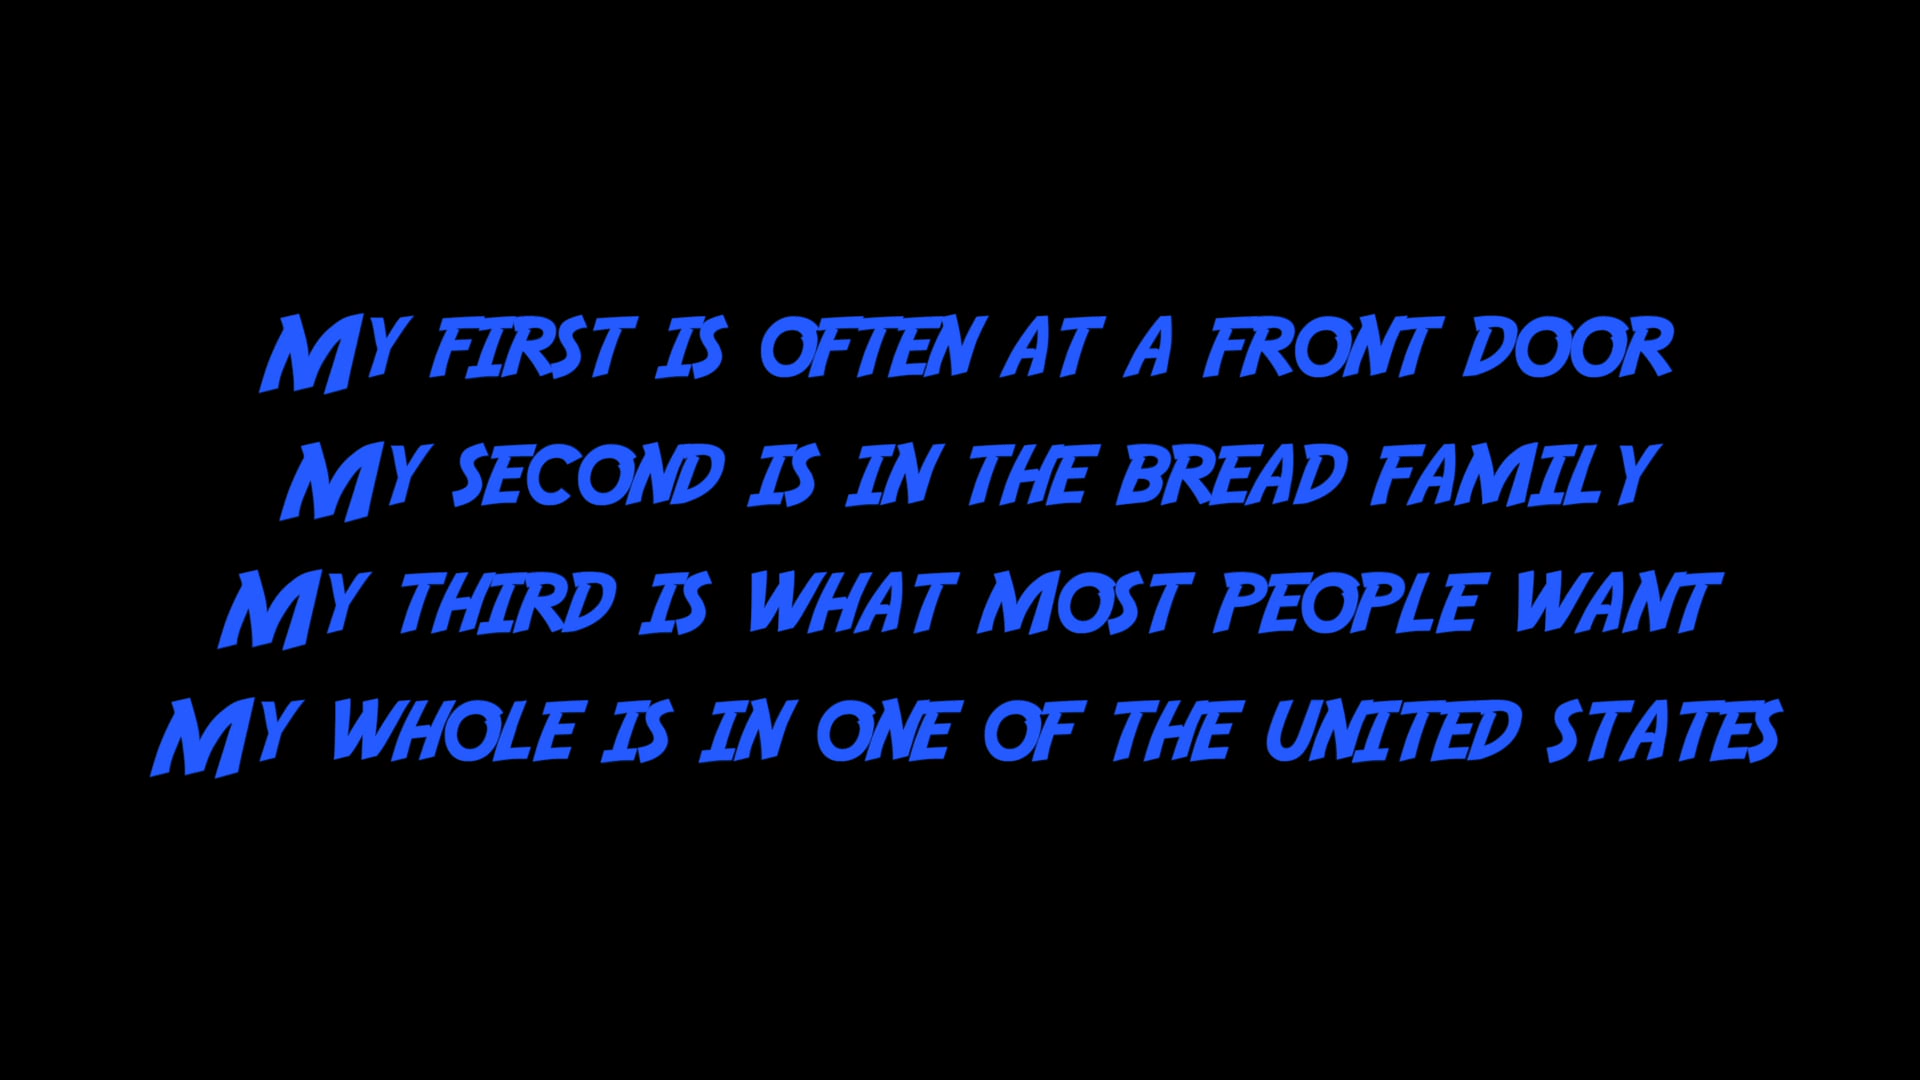 My first is often at a front door
My second is in the bread family
My third is what most people want
My whole is in one of the united states